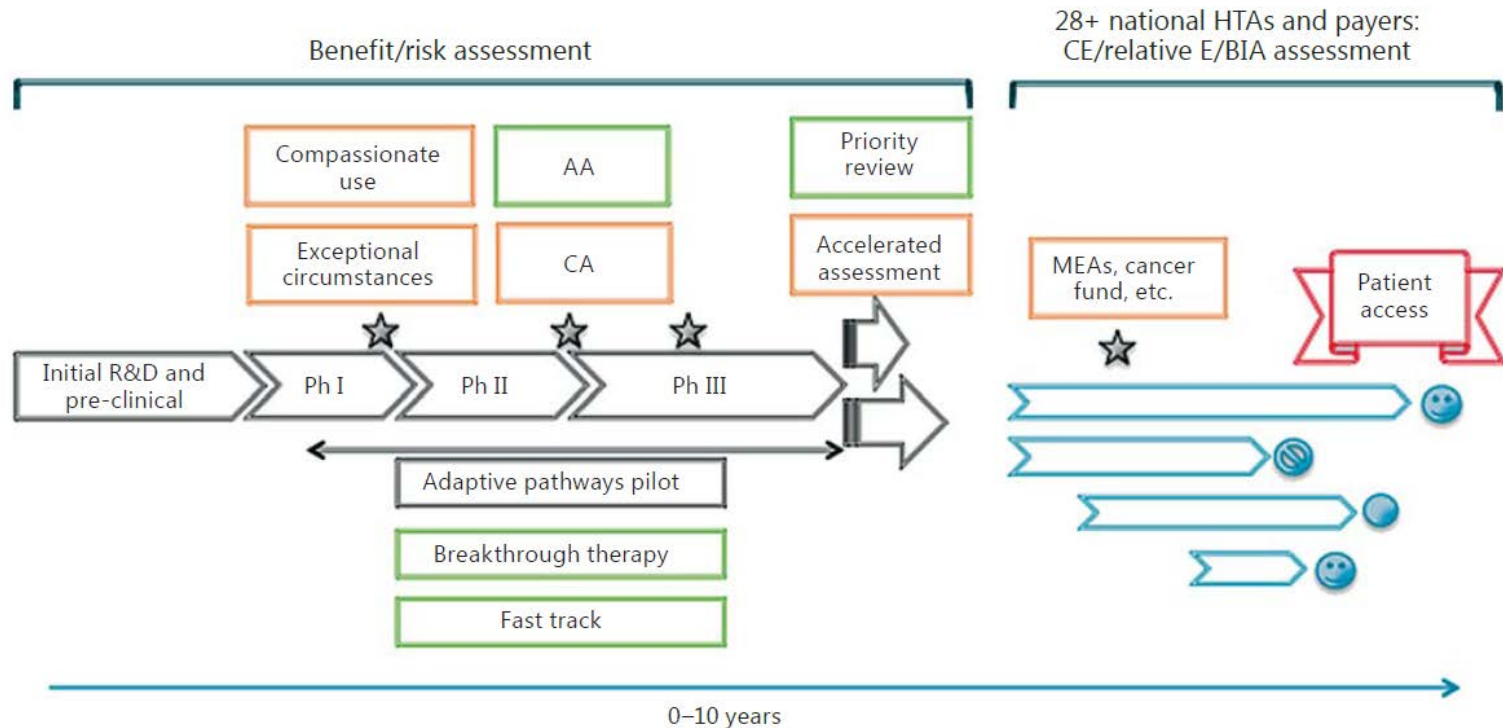 Benefit/risk assessment
28+ national HTAs and payers:
CE/relative E/BIA assessment
Compassionate
use
AA
Priority
review
Exceptional
circumstances
CA
Accelerated
assessment
MEAs, cancer
fund, etc.
Patient
access
Initial R&D and
pre-clinical
Ph I
Ph II
Ph III
Adaptive pathways pilot
Breakthrough therapy
Fast track
0–10 years